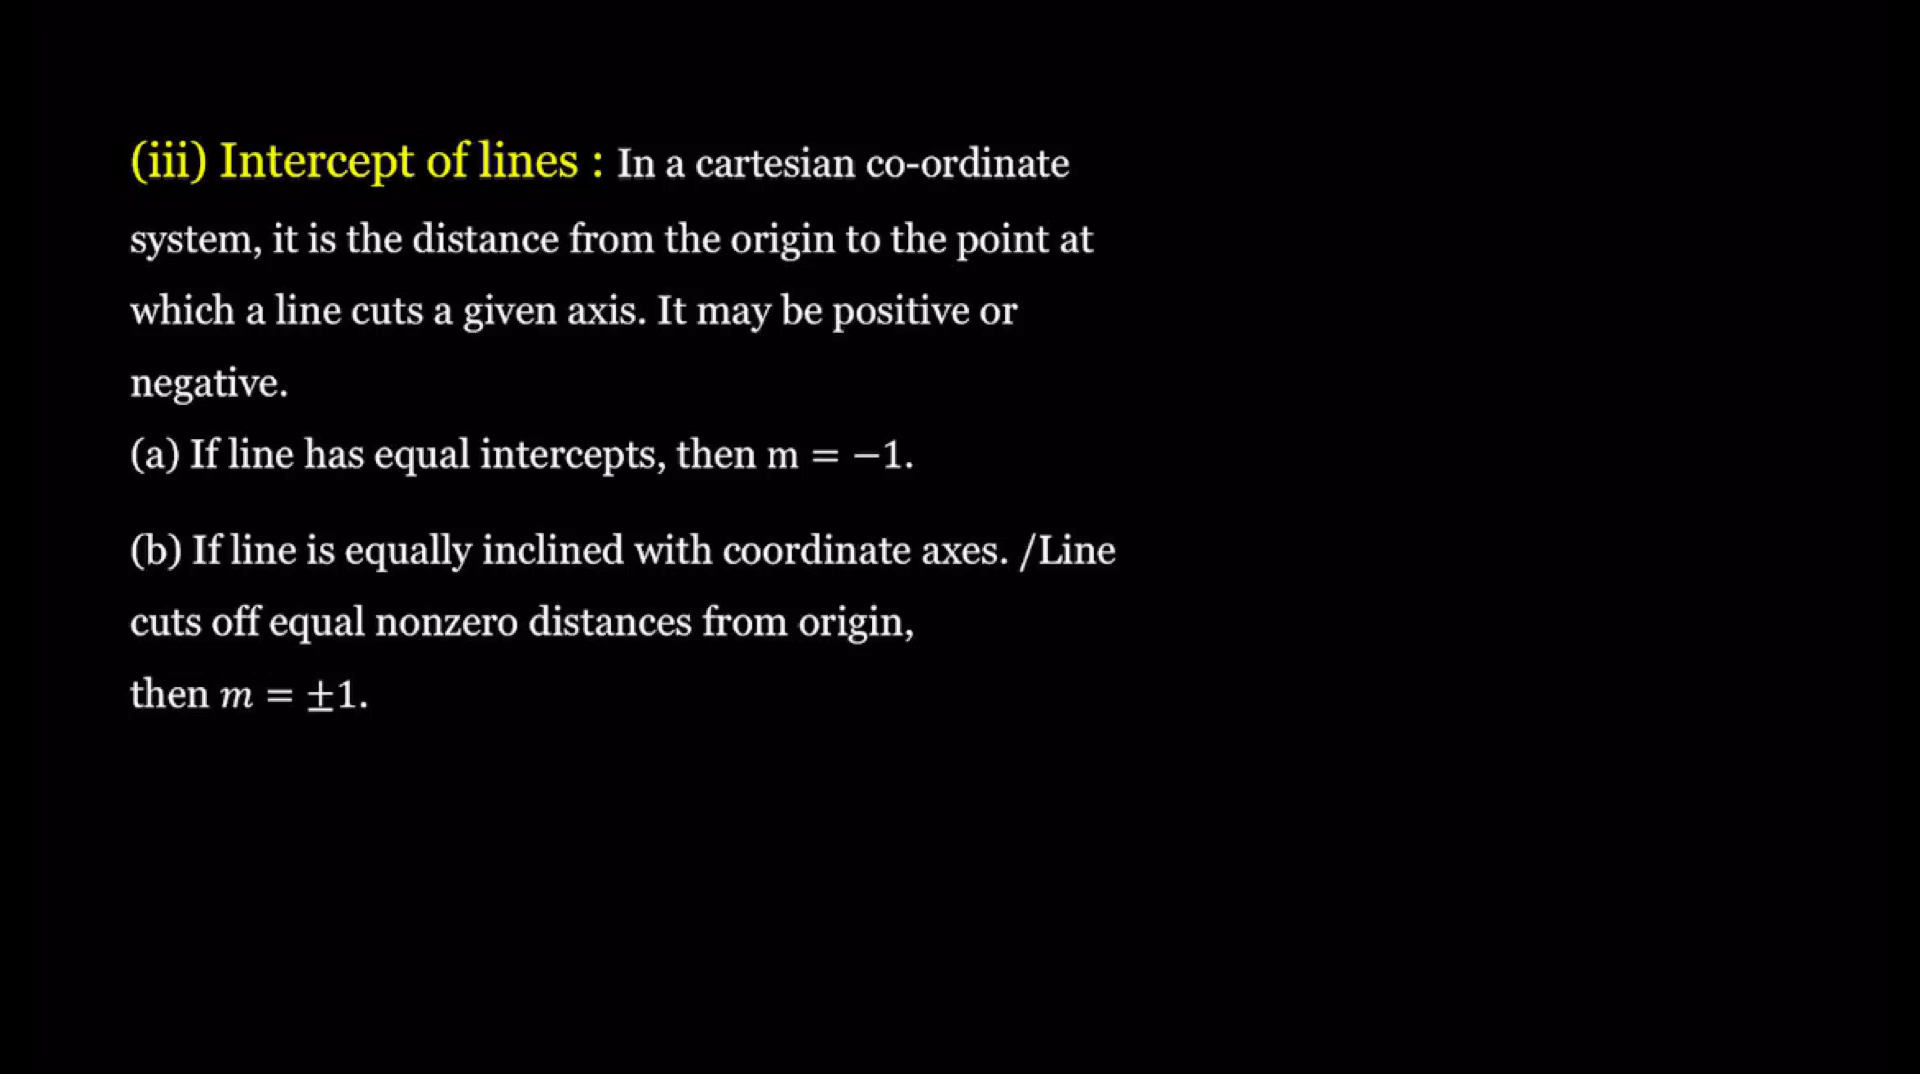 (iii) Intercept of lines : In a cartesian co-ordinate
system, it is the distance from the origin to the point at
which a line cuts a given axis. It may be positive or
negative.
(a) If line has equal intercepts, then m = −1.
(b) If line is equally inclined with coordinate axes. /Line
cuts off equal nonzero distances from origin,
then m = ±1.